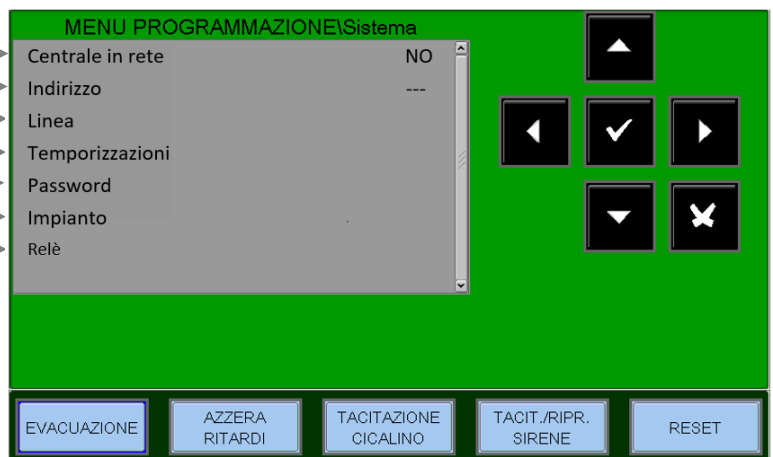 MENU PROGRAMMAZIONE\Sistema
Centrale in rete NO
Indirizzo ---
Linea
Temporizzazioni
Password
Impianto
Relè
EVACUAZIONE
AZZERA
RITARDI
TACITAZIONE
CICALINO
TACIT./RIPR.
SIRENE
RESET